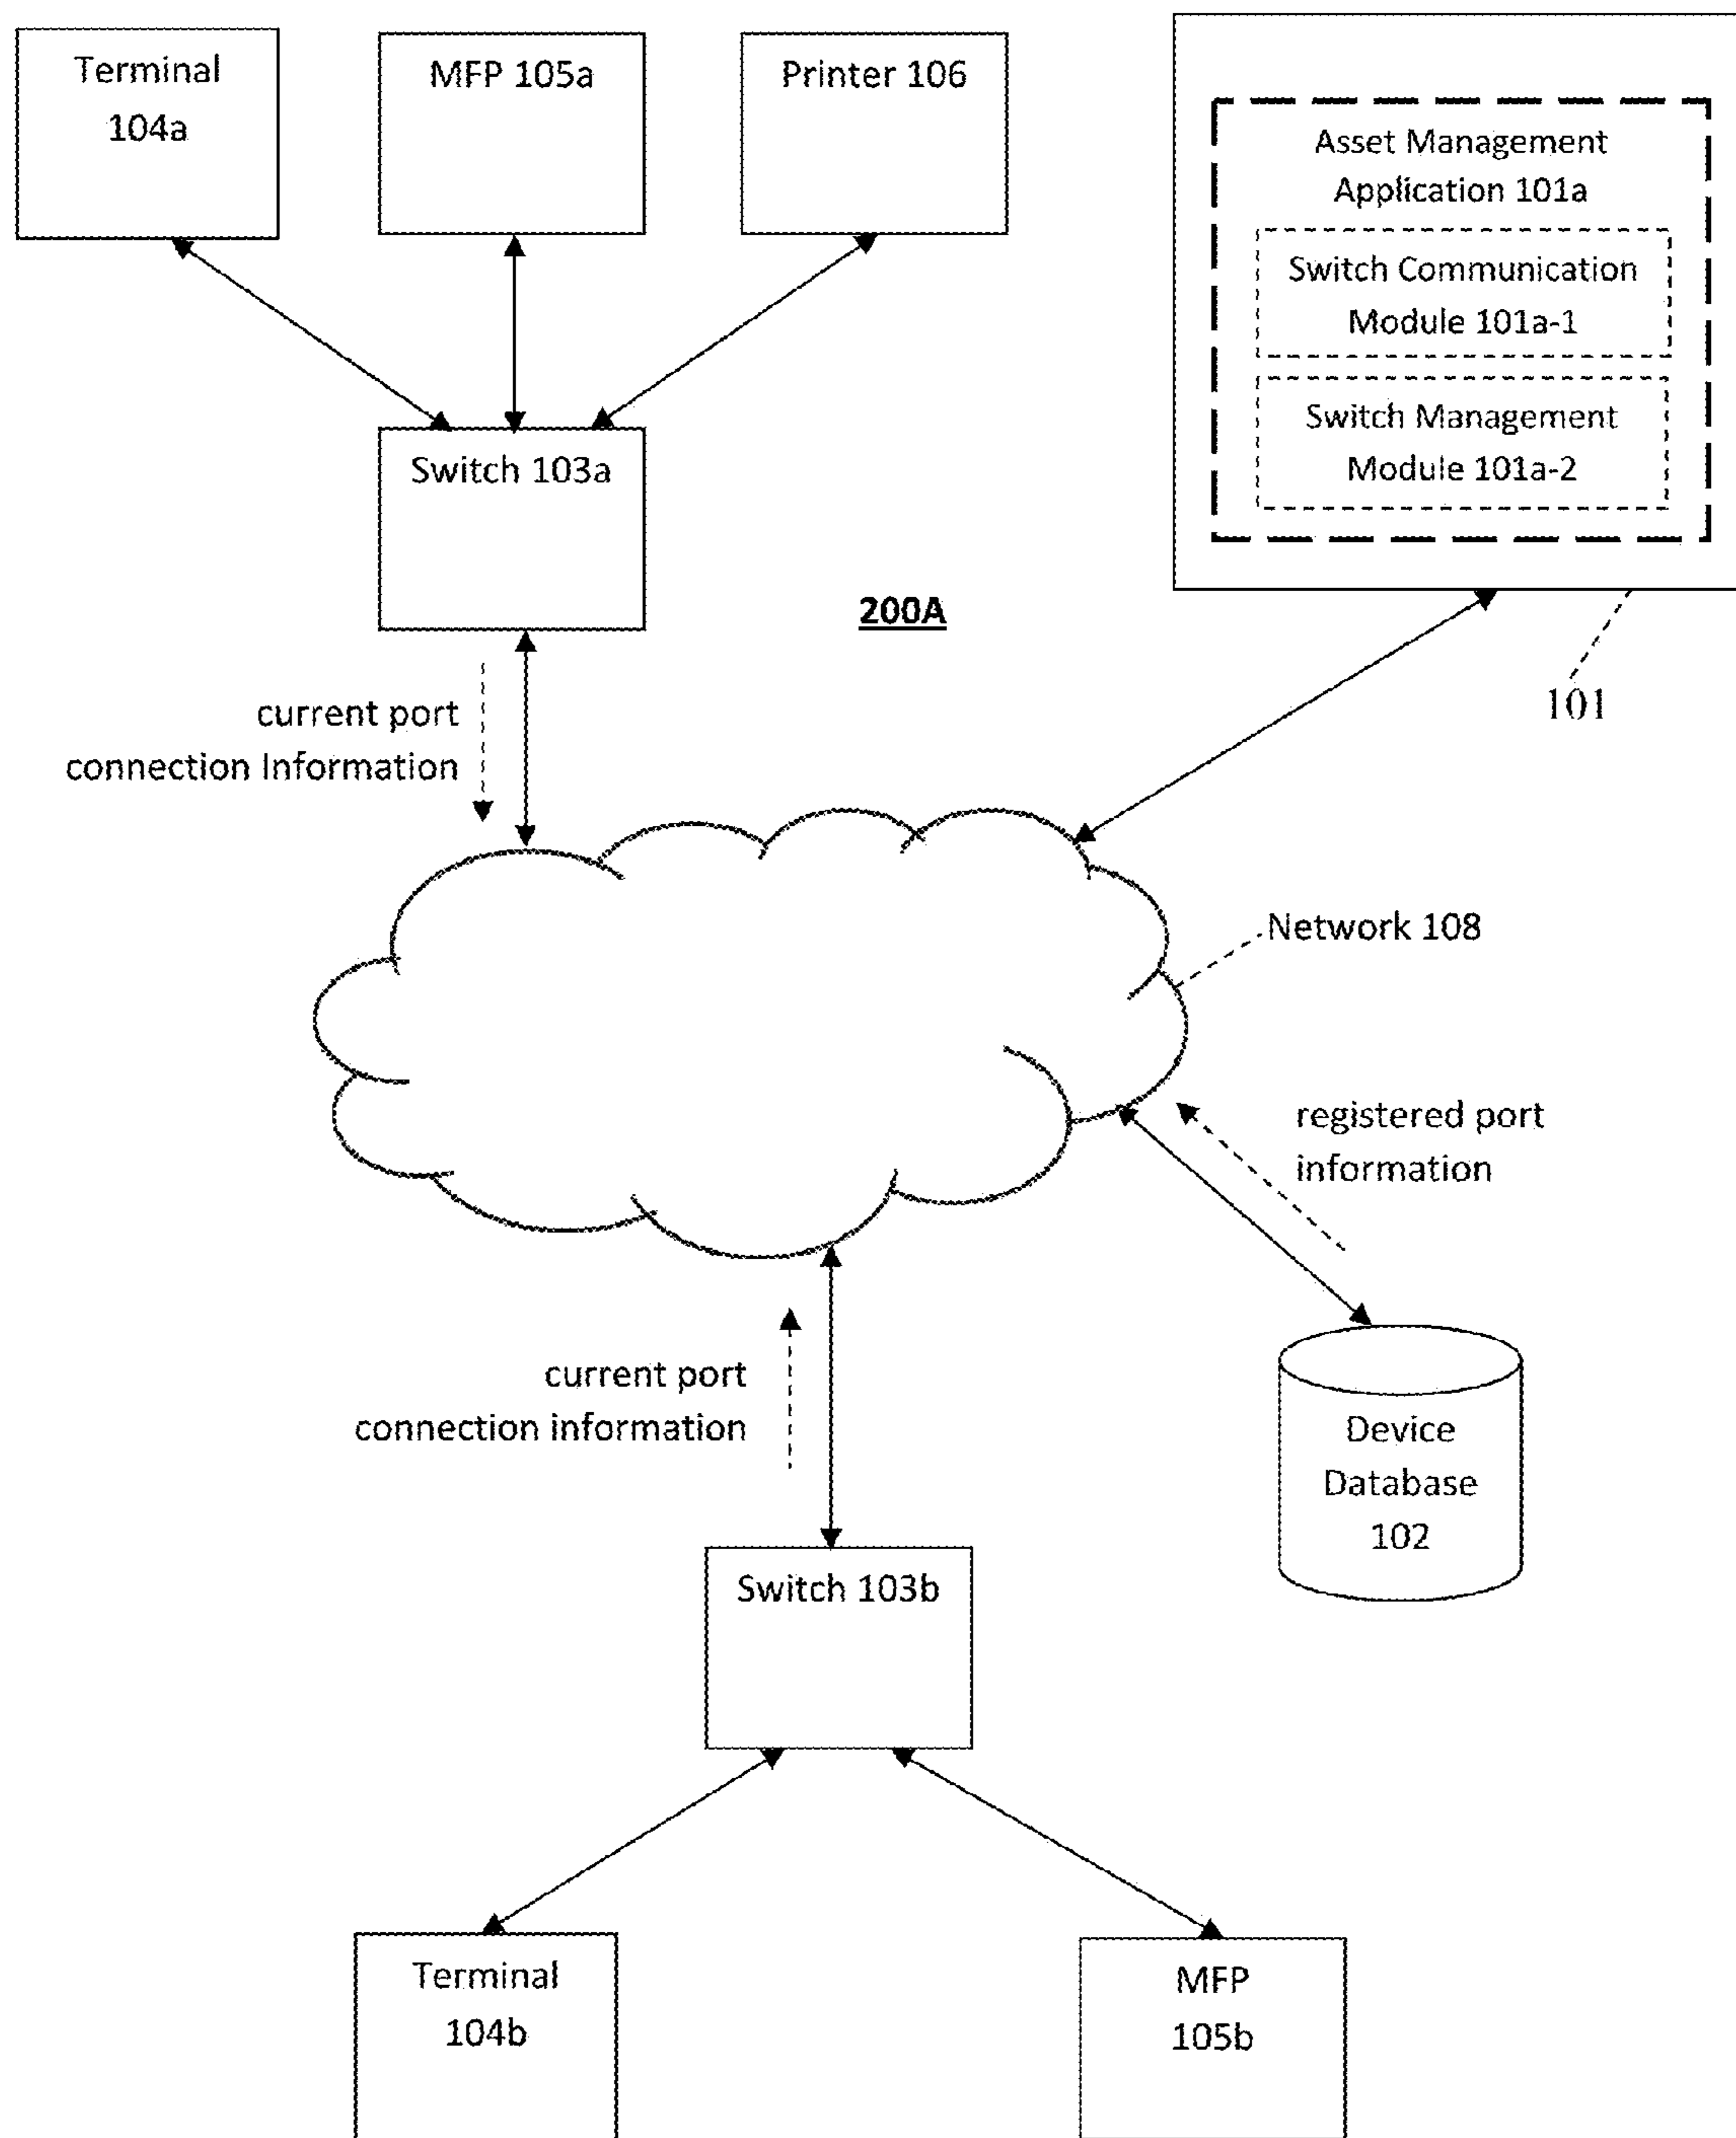 Terminal
104a
MFP 105a
Printer 106
Asset Management
Application 101a
Switch Communication
Module 101a-1
Switch Management
Module 101a-2
Switch 103a
200A
101
current port
connection Information
Network 108
registered port
information
current port
connection information
Device
Database
102
Switch 103b
Terminal
104b
MFP
105b